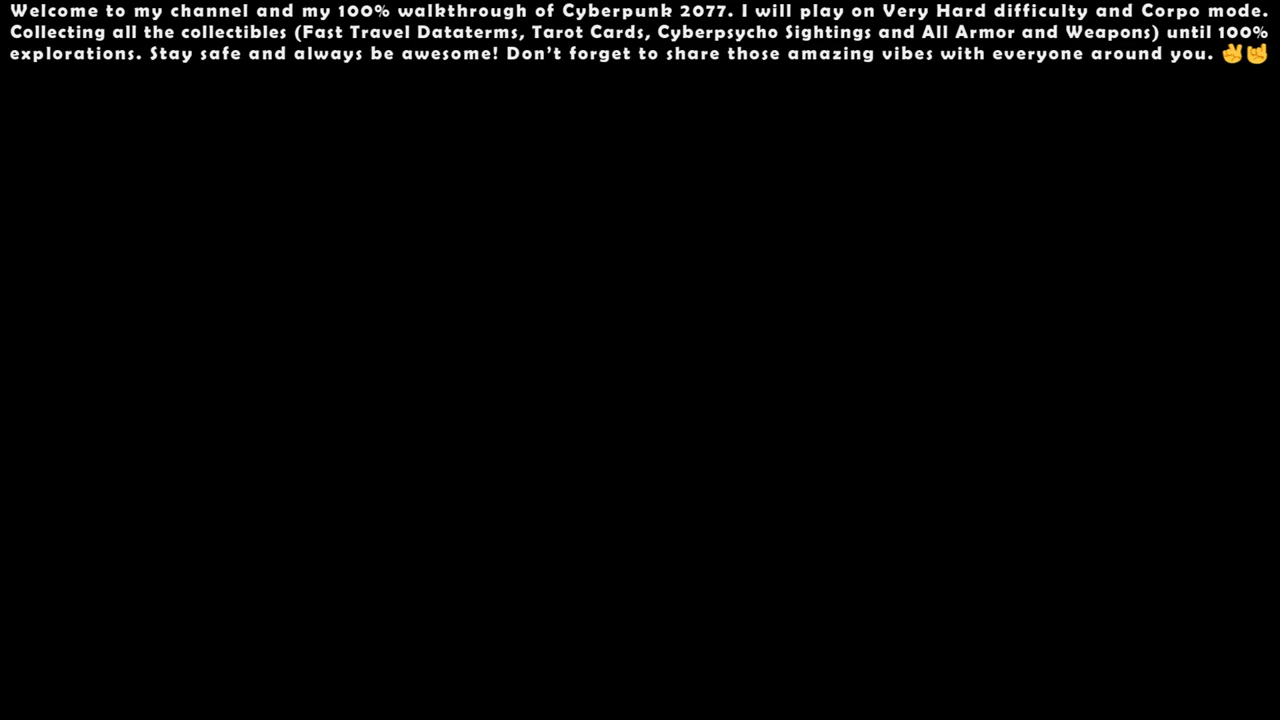 Welcome to my channel and my 100% walkthrough of Cyberpunk 2077. I will play on Very Hard difficulty and Corpo mode.
Collecting all the collectibles (Fast Travel Dataterms, Tarot Cards, Cyberpsycho Sightings and All Armor and Weapons) until 100%
explorations. Stay safe and always be awesome! Don’t forget to share those amazing vibes with everyone around you. ✌️🤘